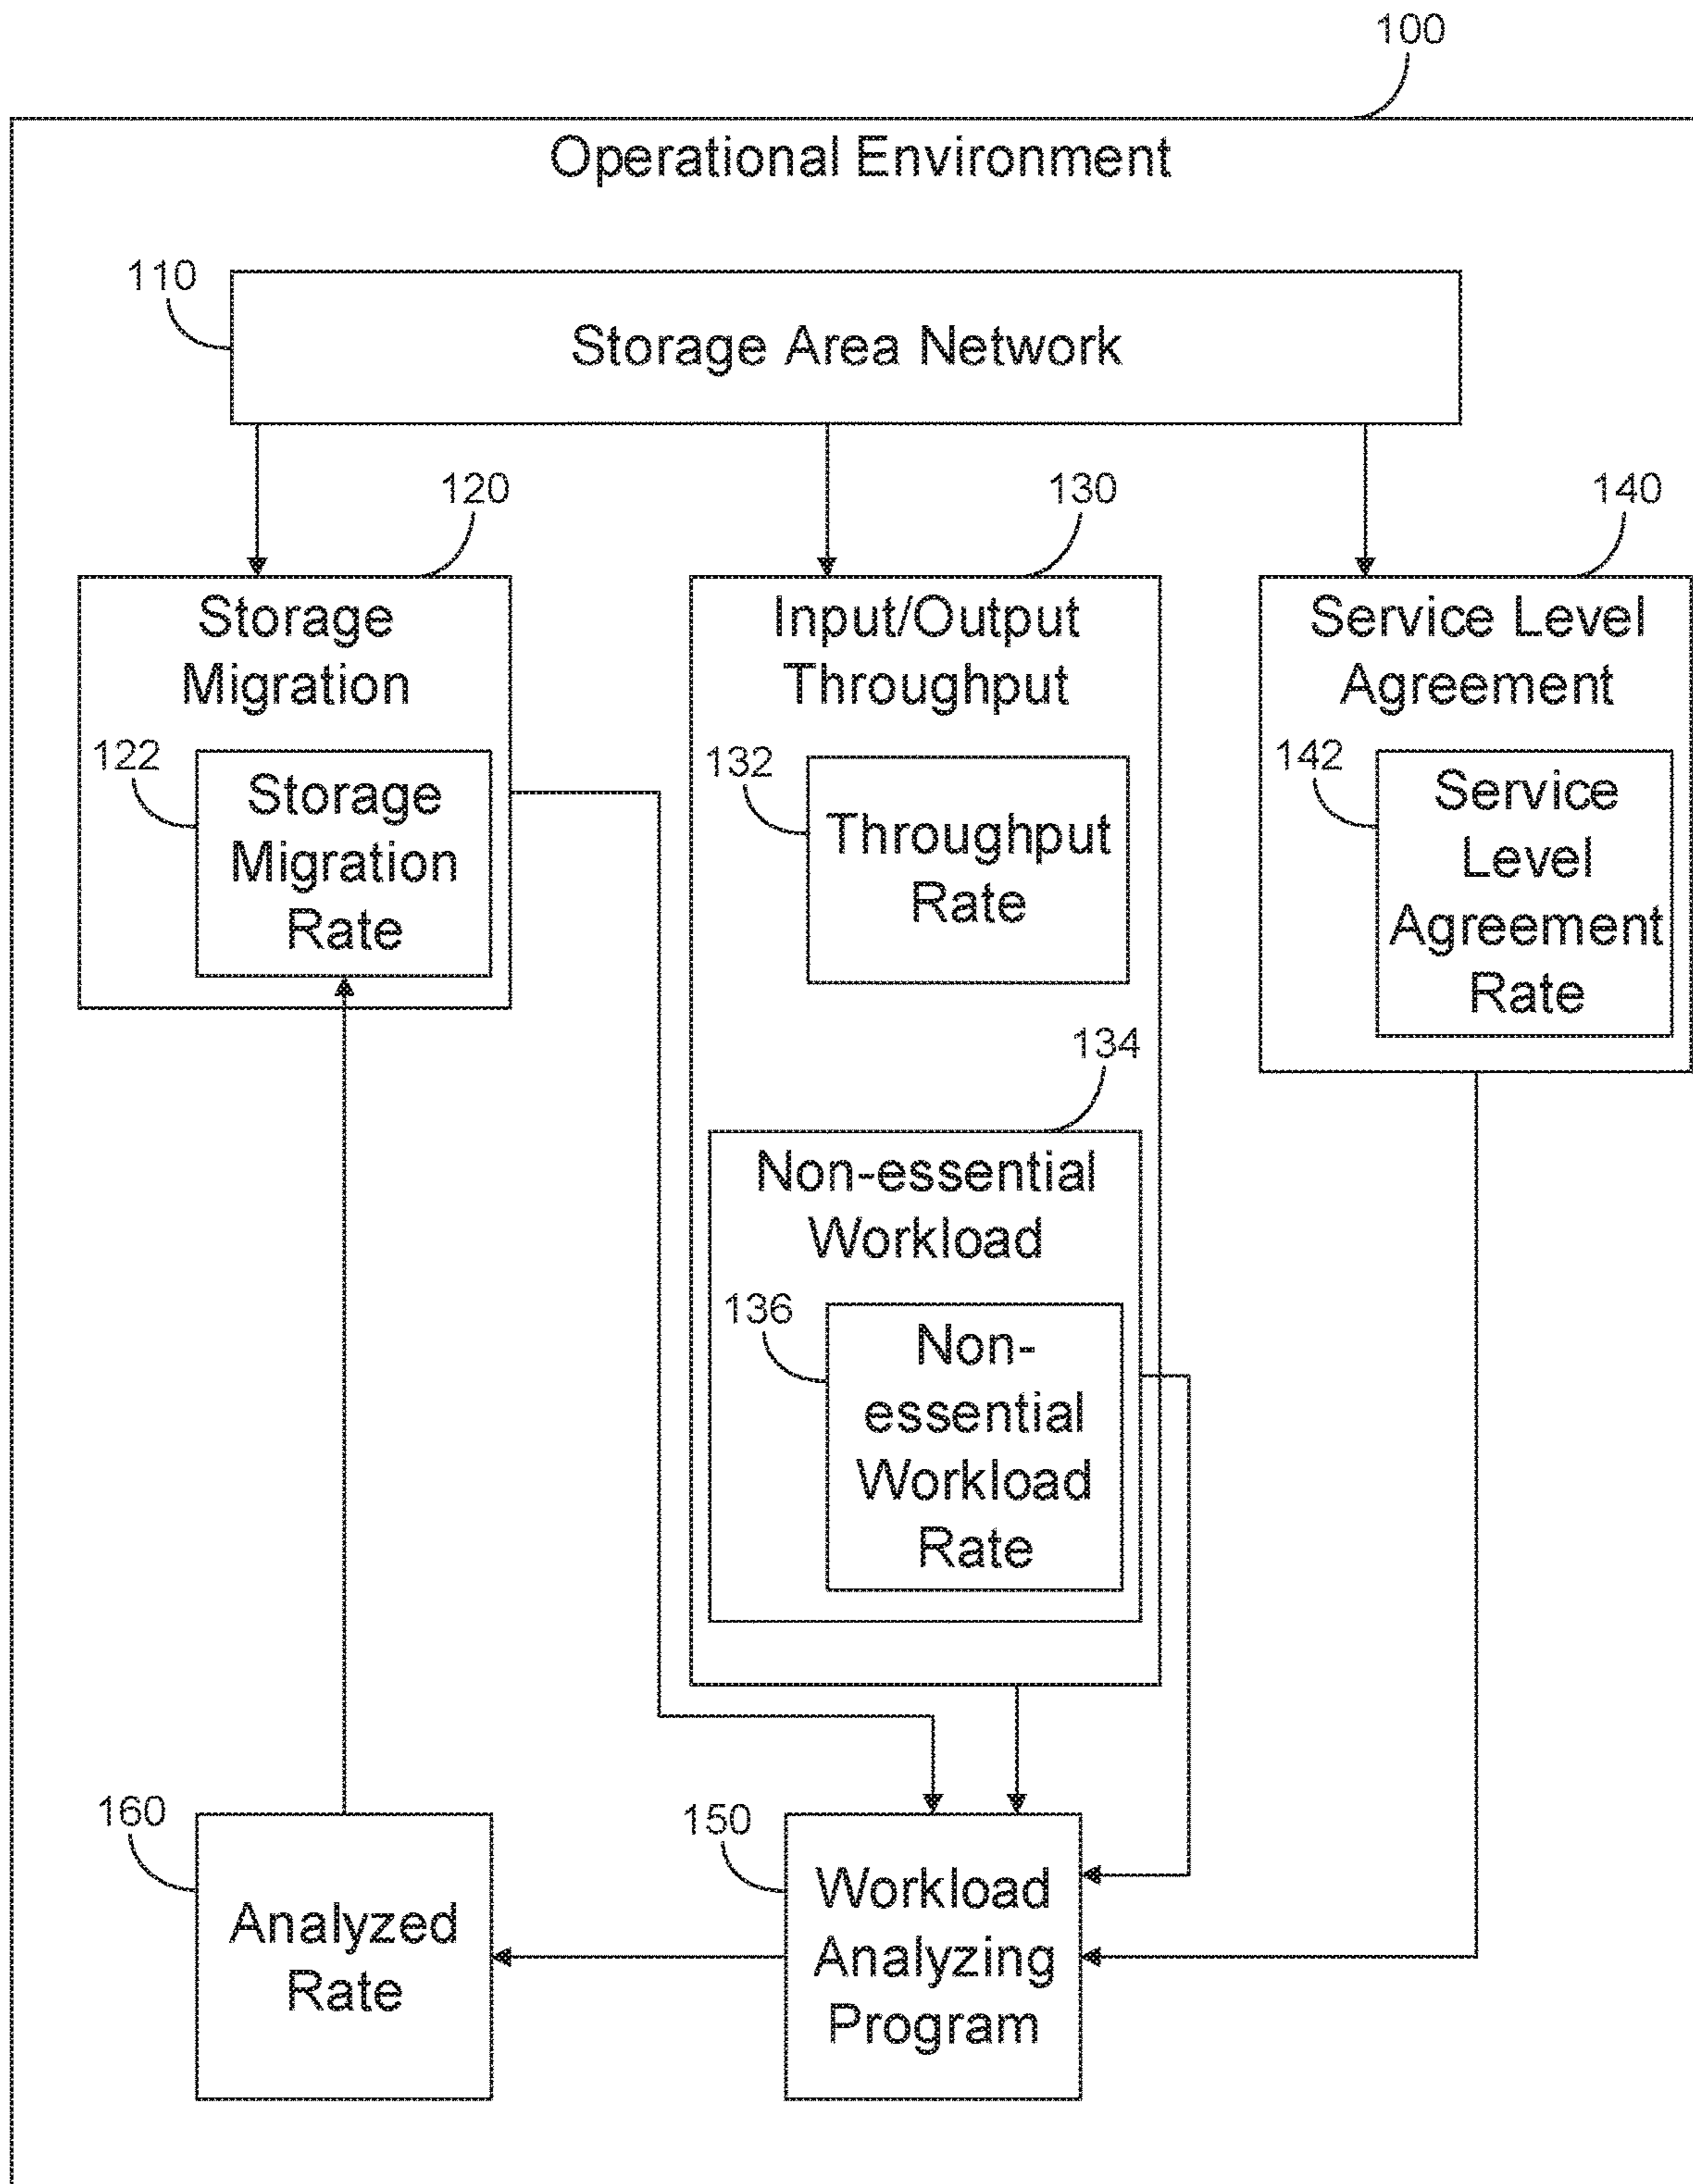 100
Operational Environment
110
Storage Area Network
120
130
140
Storage
Migration
122
Storage
Migration
Rate
Input/Output
Throughput
132
Throughput
Rate
134
Non-essential
Workload
136
Non-
essential
Workload
Rate
Service Level
Agreement
142
Service
Level
Agreement
Rate
160
Analyzed
Rate
150
Workload
Analyzing
Program